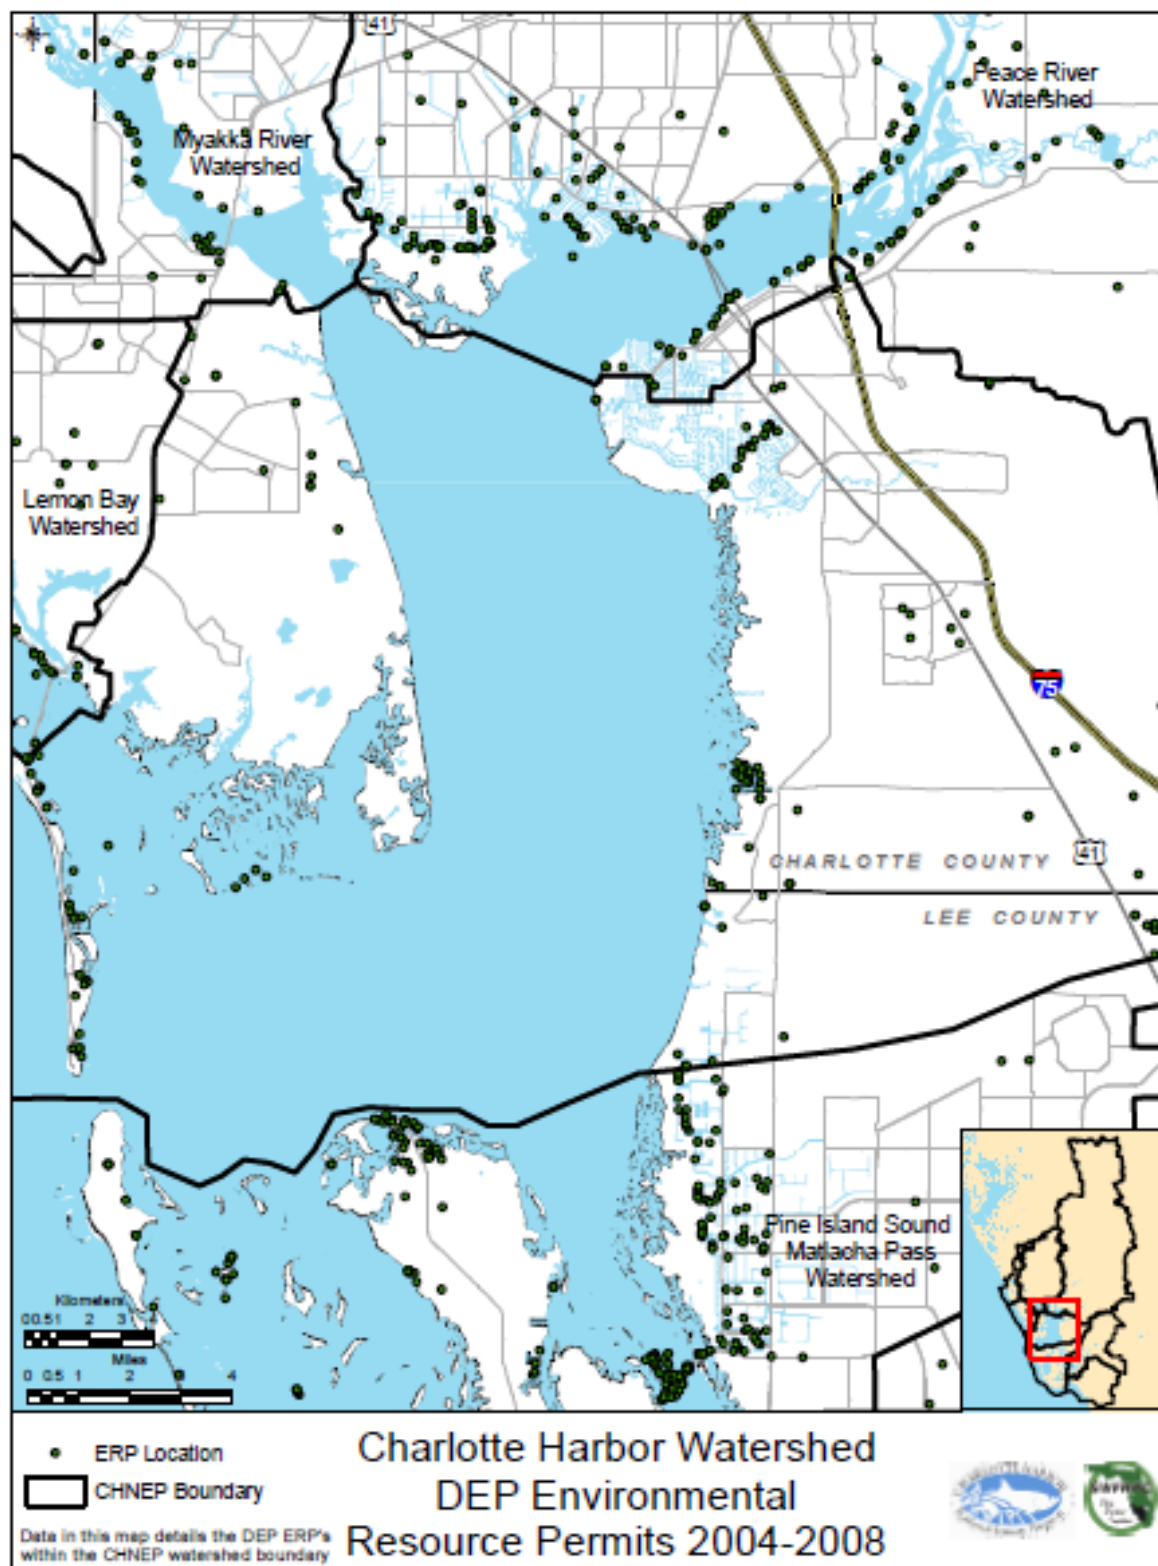 41
Peace River
Watershed
Myakka River
Watershed
Lemon Bay
Watershed
75
CHARLOTTE COUNTY
41
LEE COUNTY
Pine Island Sound
Matlacha Pass
Watershed
Kilometers
0 0.5 1 2 3 4
Miles
0 0.5 1 2 3 4
ERP Location
CHNEP Boundary
Data in this map details the DEP ERP's
within the CHNEP watershed boundary
Charlotte Harbor Watershed
DEP Environmental
Resource Permits 2004-2008
CHARLOTTE HARBOR